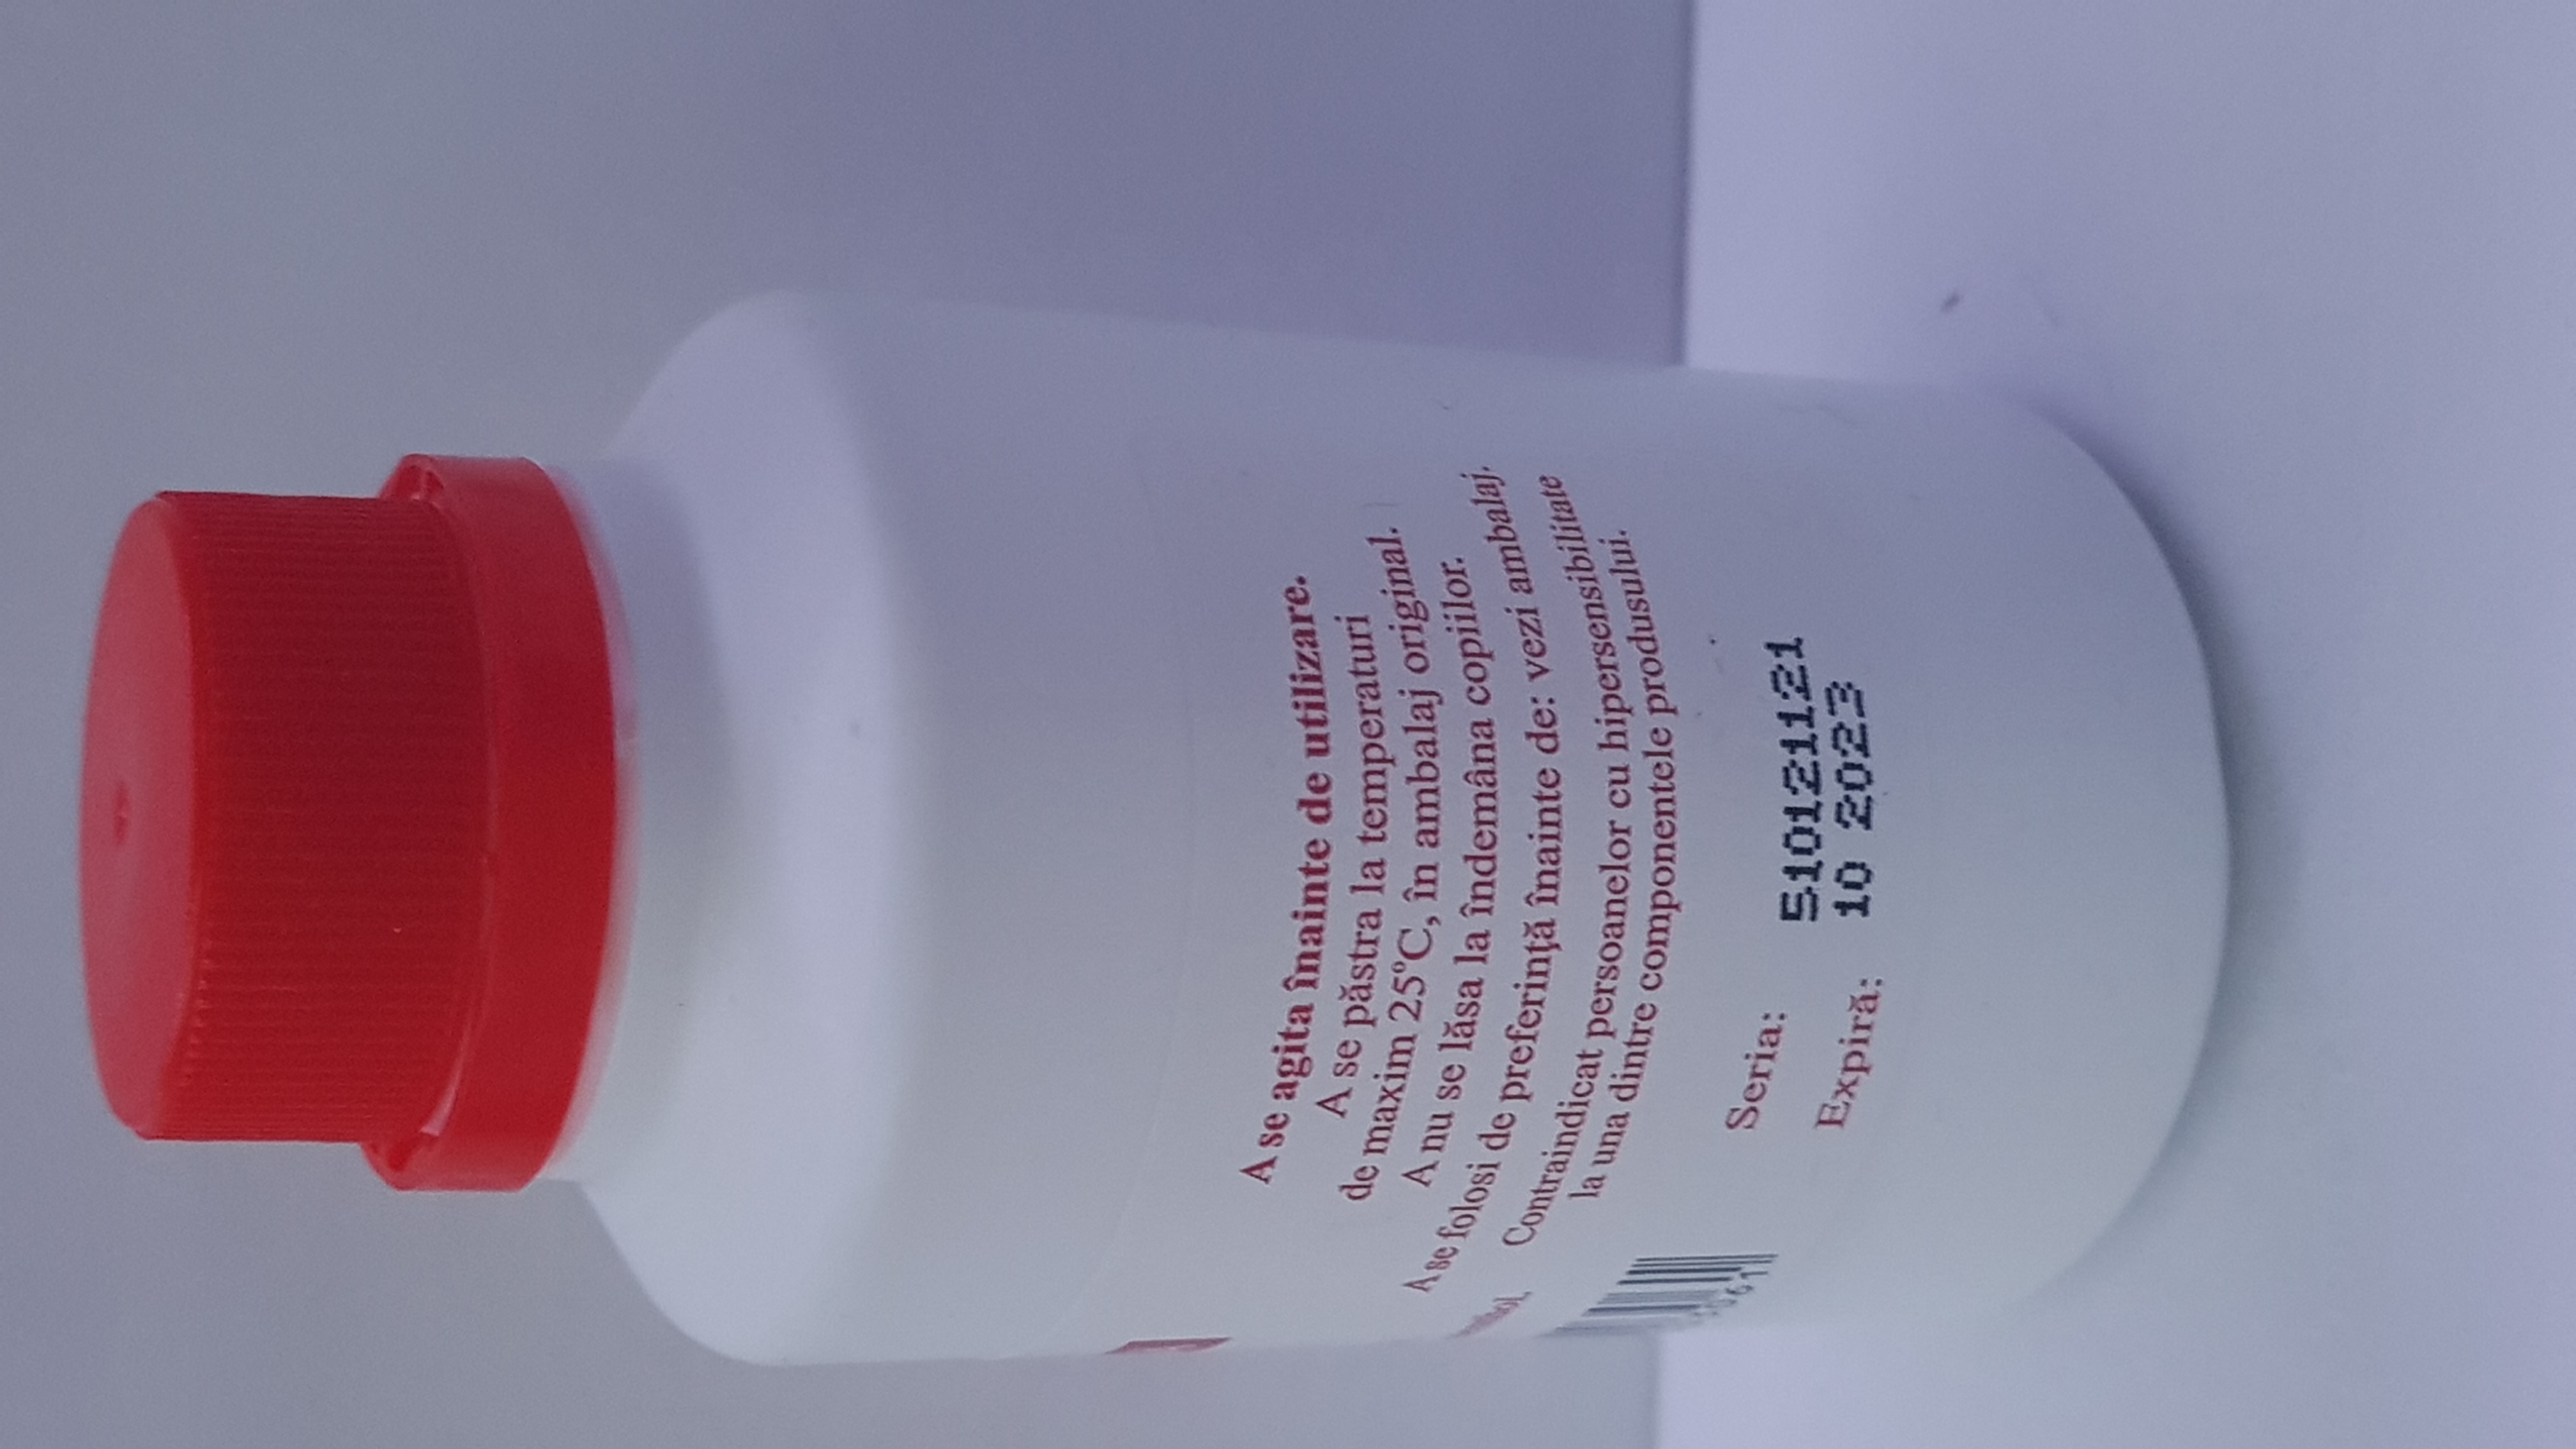 A se agita înainte de utilizare.
A se păstra la temperaturi
de maxim 25°C, în ambalaj original.
A nu se lăsa la îndemâna copiilor.
A se folosi de preferinţă înainte de: vezi ambalaj.
Contraindicat persoanelor cu hipersensibilitate
la una dintre componentele produsului.
Seria: 510121121
Expiră: 10 2023